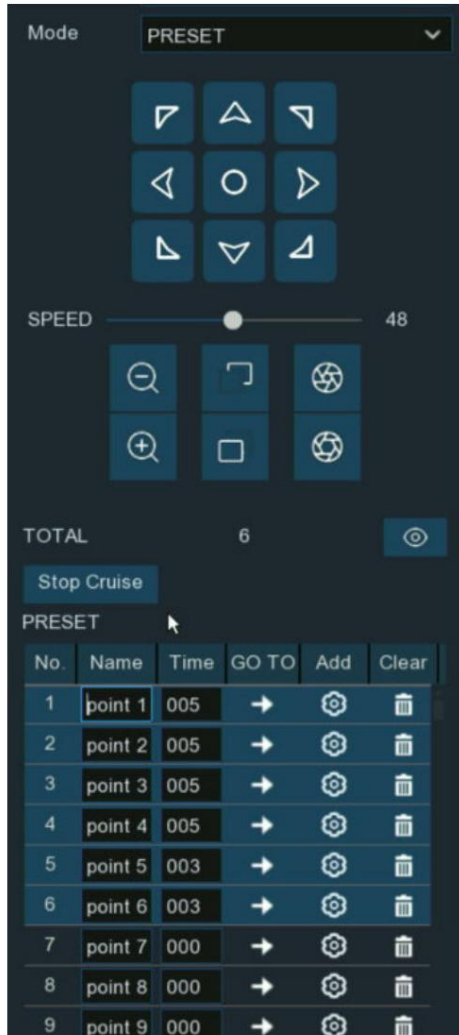 Mode PRESET
SPEED 48
TOTAL 6
Stop Cruise
PRESET
No. Name Time GO TO Add Clear
1 point 1 005
2 point 2 005
3 point 3 005
4 point 4 005
5 point 5 003
6 point 6 003
7 point 7 000
8 point 8 000
9 point 9 000